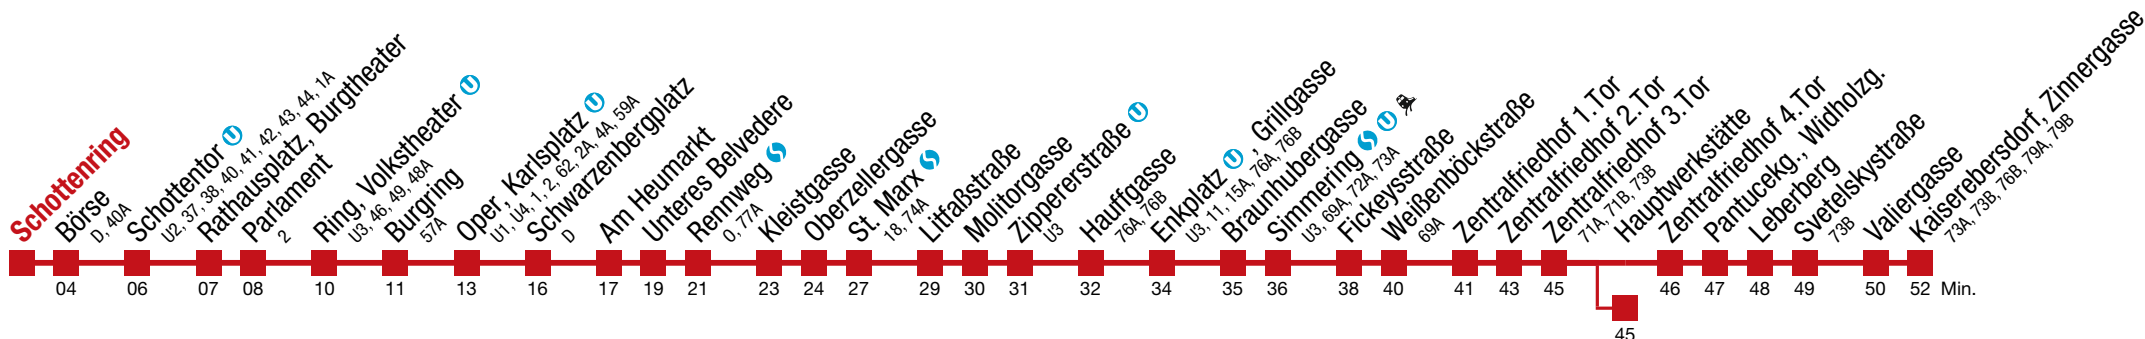 Schottenring
Börse
D, 40A
Schottentor U
U2, 37, 38, 40, 41, 42, 43, 44, 1A
Rathausplatz, Burgtheater
Parlament
2
Ring, Volkstheater U
U3, 46, 49, 48A
Burgring
57A
Oper, Karlsplatz U
U1, U4, 1, 2, 62, 2A, 4A, 59A
Schwarzenbergplatz
D
Am Heumarkt
Unteres Belvedere
Rennweg S
O, 77A
Kleistgasse
Oberzellergasse
St. Marx S
18, 74A
Litfaßstraße
Molitorgasse
Zippererstraße U
U3
Hauffgasse
76A, 76B
Enkplatz U, Grillgasse
U3, 11, 15A, 76A, 76B
Braunhubergasse
Simmering S U
U3, 69A, 72A, 73A
Fickeysstraße
Weißenböckstraße
69A
Zentralfriedhof 1. Tor
Zentralfriedhof 2. Tor
Zentralfriedhof 3. Tor
71A, 71B, 73B
Hauptwerkstätte
Zentralfriedhof 4. Tor
Pantucekg., Widholzg.
Leberberg
Svetelskystraße
73B
Valiergasse
Kaiserebersdorf, Zinnergasse
73A, 73B, 76B, 79A, 79B
04 06 07 08 10 11 13 16 17 19 21 23 24 27 29 30 31 32 34 35 36 38 40 41 43 45 46 47 48 49 50 52 Min.
45